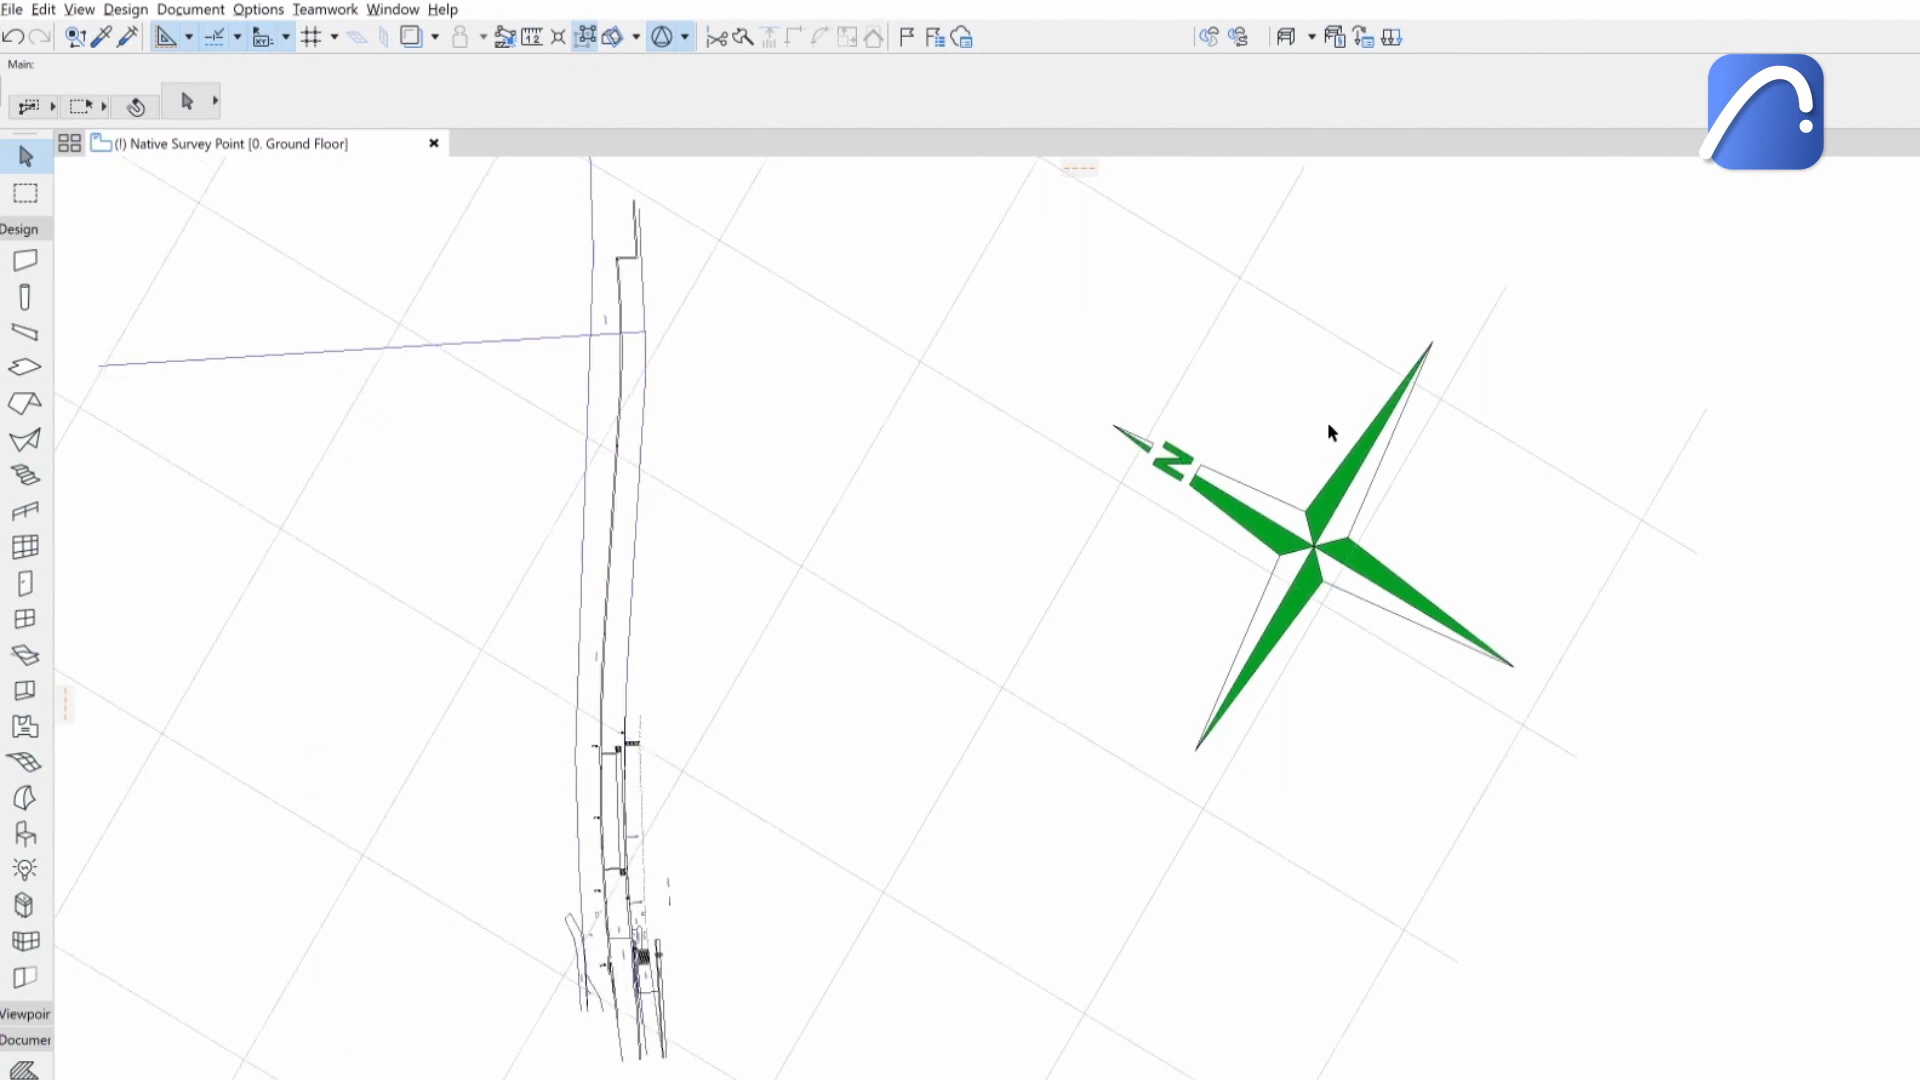 File Edit View Design Document Options Teamwork Window Help
Main:
(!) Native Survey Point [0. Ground Floor]
Design
N
Viewpoir
Documer